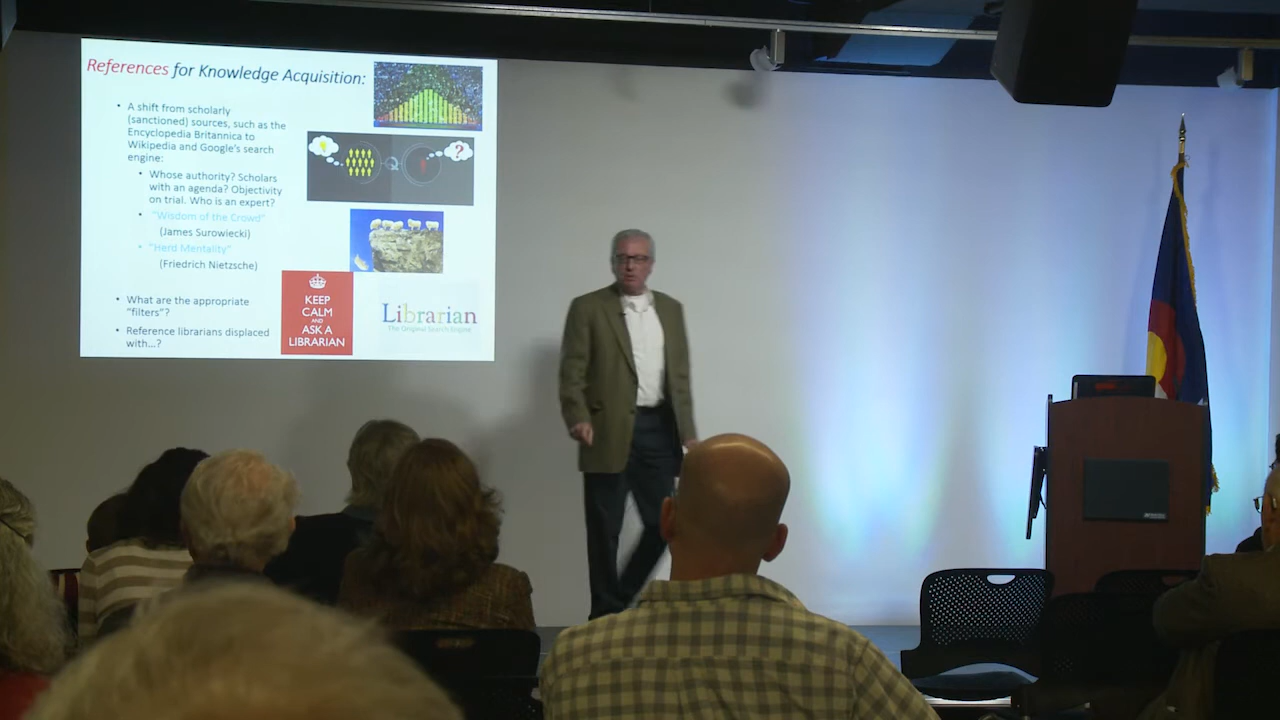 References for Knowledge Acquisition:
• A shift from scholarly
(sanctioned) sources, such as the
Encyclopedia Britannica to
Wikipedia and Google's search
engine:
• Whose authority? Scholars
with an agenda? Objectivity
on trial. Who is an expert?
• "Wisdom of the Crowd"
(James Surowiecki)
• "Herd Mentality"
(Friedrich Nietzsche)
• What are the appropriate
"filters"?
• Reference librarians displaced
with...?
?
KEEP
CALM
AND
ASK A
LIBRARIAN
Librarian
The Original Search Engine